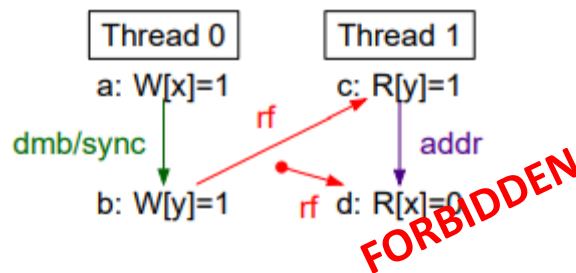 Thread 0 Thread 1
a: W[x]=1 c: R[y]=1
rf
dmb/sync addr
b: W[y]=1 rf d: R[x]=0
FORBIDDEN